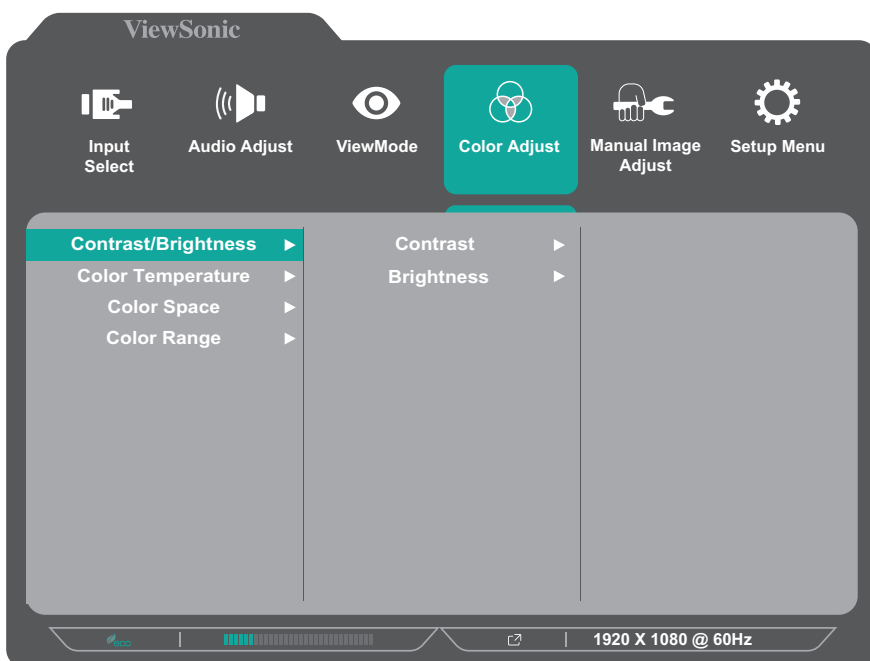 ViewSonic
Input
Select
Audio Adjust
ViewMode
Color Adjust
Manual Image
Adjust
Setup Menu
Contrast/Brightness
Color Temperature
Color Space
Color Range
Contrast
Brightness
eco
1920 X 1080 @ 60Hz